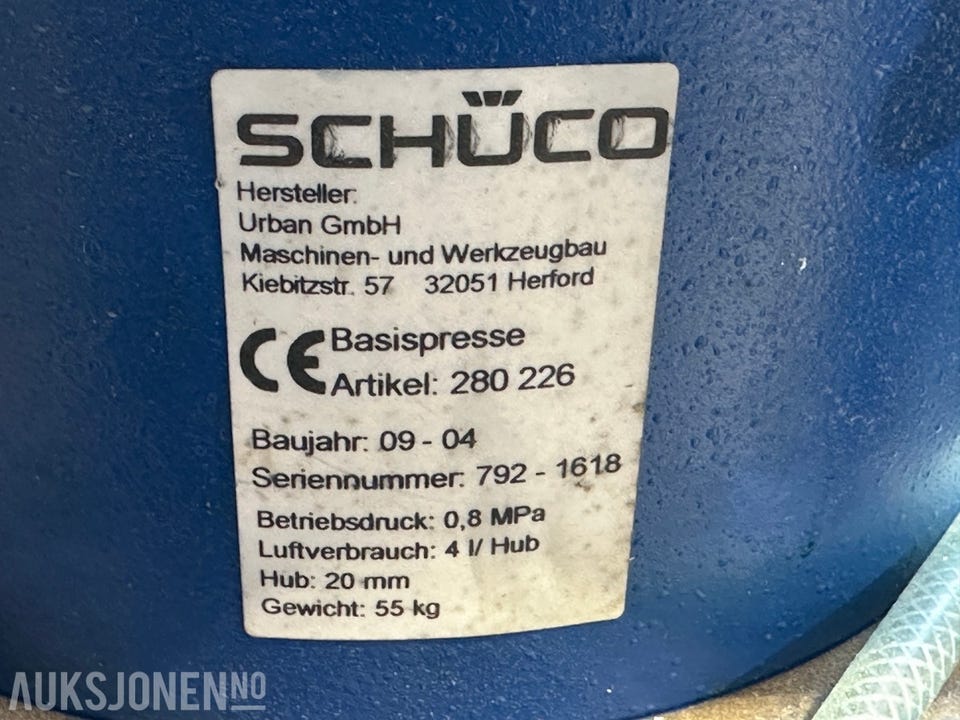 SCHÜCO
Hersteller:
Urban GmbH
Maschinen- und Werkzeugbau
Kiebitzstr. 57 32051 Herford
CE
Basispresse
Artikel: 280 226
Baujahr: 09 - 04
Seriennummer: 792 - 1618
Betriebsdruck: 0,8 MPa
Luftverbrauch: 4 l/ Hub
Hub: 20 mm
Gewicht: 55 kg
AUKSJONEN.NO